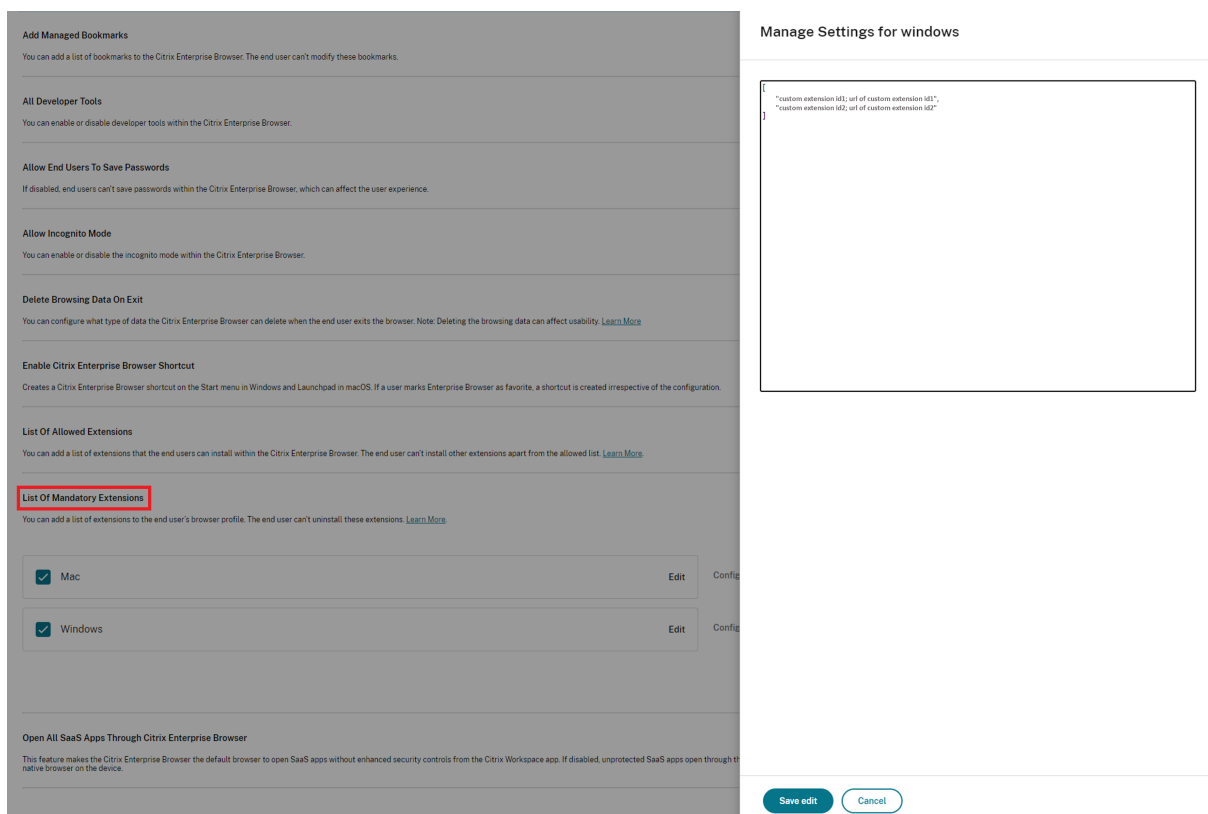 Add Managed Bookmarks
You can add a list of bookmarks to the Citrix Enterprise Browser. The end user can't modify these bookmarks.
All Developer Tools
You can enable or disable developer tools within the Citrix Enterprise Browser.
Allow End Users To Save Passwords
If disabled, end users can't save passwords within the Citrix Enterprise Browser, which can affect the user experience.
Allow Incognito Mode
You can enable or disable the incognito mode within the Citrix Enterprise Browser.
Delete Browsing Data On Exit
You can configure what type of data the Citrix Enterprise Browser can delete when the end user exits the browser. Note: Deleting the browsing data can affect usability. Learn More
Enable Citrix Enterprise Browser Shortcut
Creates a Citrix Enterprise Browser shortcut on the Start menu in Windows and Launchpad in macOS. If a user marks Enterprise Browser as favorite, a shortcut is created irrespective of the configuration.
List Of Allowed Extensions
You can add a list of extensions that the end users can install within the Citrix Enterprise Browser. The end user can't install other extensions apart from the allowed list. Learn More.
List Of Mandatory Extensions
You can add a list of extensions to the end user's browser profile. The end user can't uninstall these extensions. Learn More.
Mac Edit Config
Windows Edit Config
Open All SaaS Apps Through Citrix Enterprise Browser
This feature makes the Citrix Enterprise Browser the default browser to open SaaS apps without enhanced security controls from the Citrix Workspace app. If disabled, unprotected SaaS apps open through th
native browser on the device.
Manage Settings for windows
[
"custom extension id1; url of custom extension id1",
"custom extension id2; url of custom extension id2"
]
Save edit Cancel